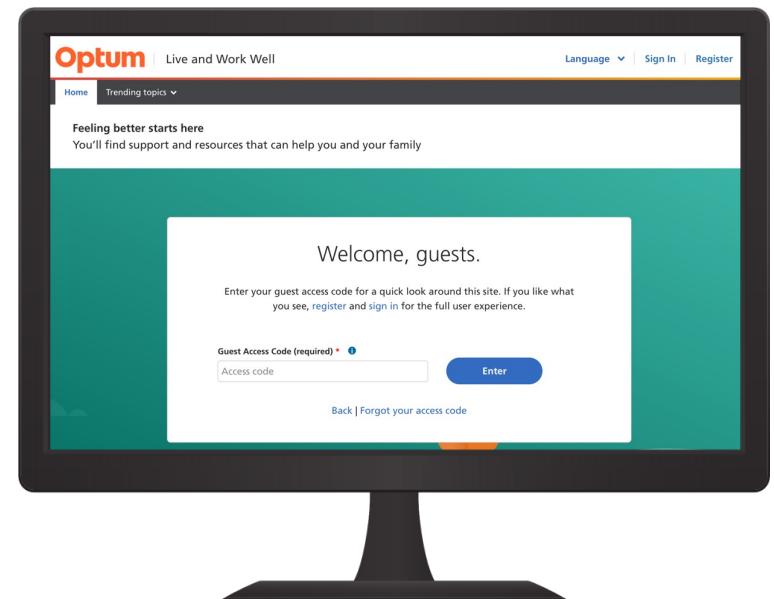 Optum Live and Work Well Language Sign In Register
Home Trending topics
Feeling better starts here
You'll find support and resources that can help you and your family
Welcome, guests.
Enter your guest access code for a quick look around this site. If you like what
you see, register and sign in for the full user experience.
Guest Access Code (required) *
Access code
Enter
Back | Forgot your access code